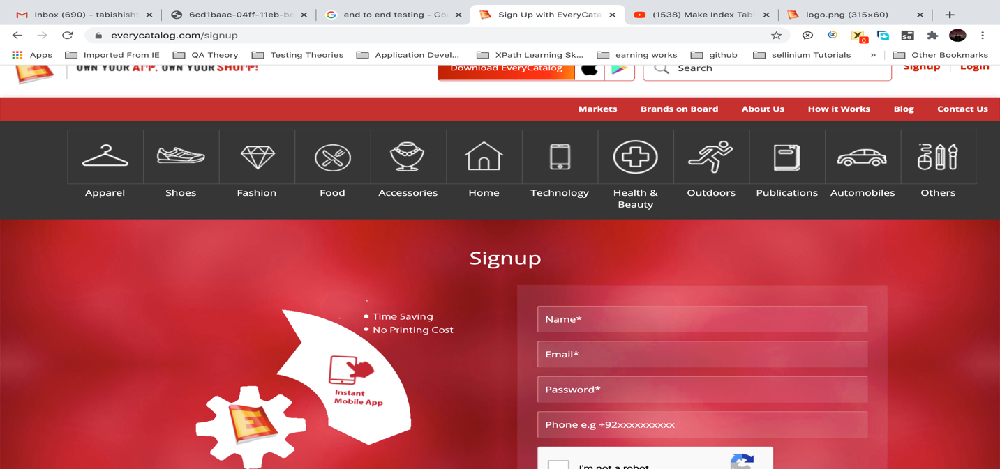 Inbox (690) - tabishisht
6cd1baac-04ff-11eb-be
end to end testing - Goo
Sign Up with EveryCata
(1538) Make Index Tabl
logo.png (315×60)
everycatalog.com/signup
0
Se
Apps
Imported From IE
QA Theory
Testing Theories
Application Devel...
XPath Learning Sk...
earning works
github
sellinium Tutorials
»
Other Bookmarks
OWN YOUR APP. OWN YOUR SHOPP!
Download EveryCatalog
Search
Signup | Login
Markets
Brands on Board
About Us
How it Works
Blog
Contact Us
Apparel
Shoes
Fashion
Food
Accessories
Home
Technology
Health &
Beauty
Outdoors
Publications
Automobiles
Others
Signup
Time Saving
No Printing Cost
Instant
Mobile App
E
Name*
Email*
Password*
Phone e.g +92xxxxxxxxxx
I'm not a robot